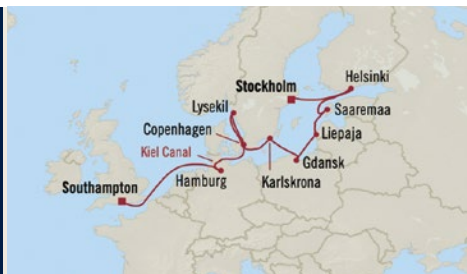 Helsinki
Stockholm
Lysekil
Saaremaa
Copenhagen
Liepaja
Kiel Canal
Gdansk
Southampton
Hamburg
Karlskrona